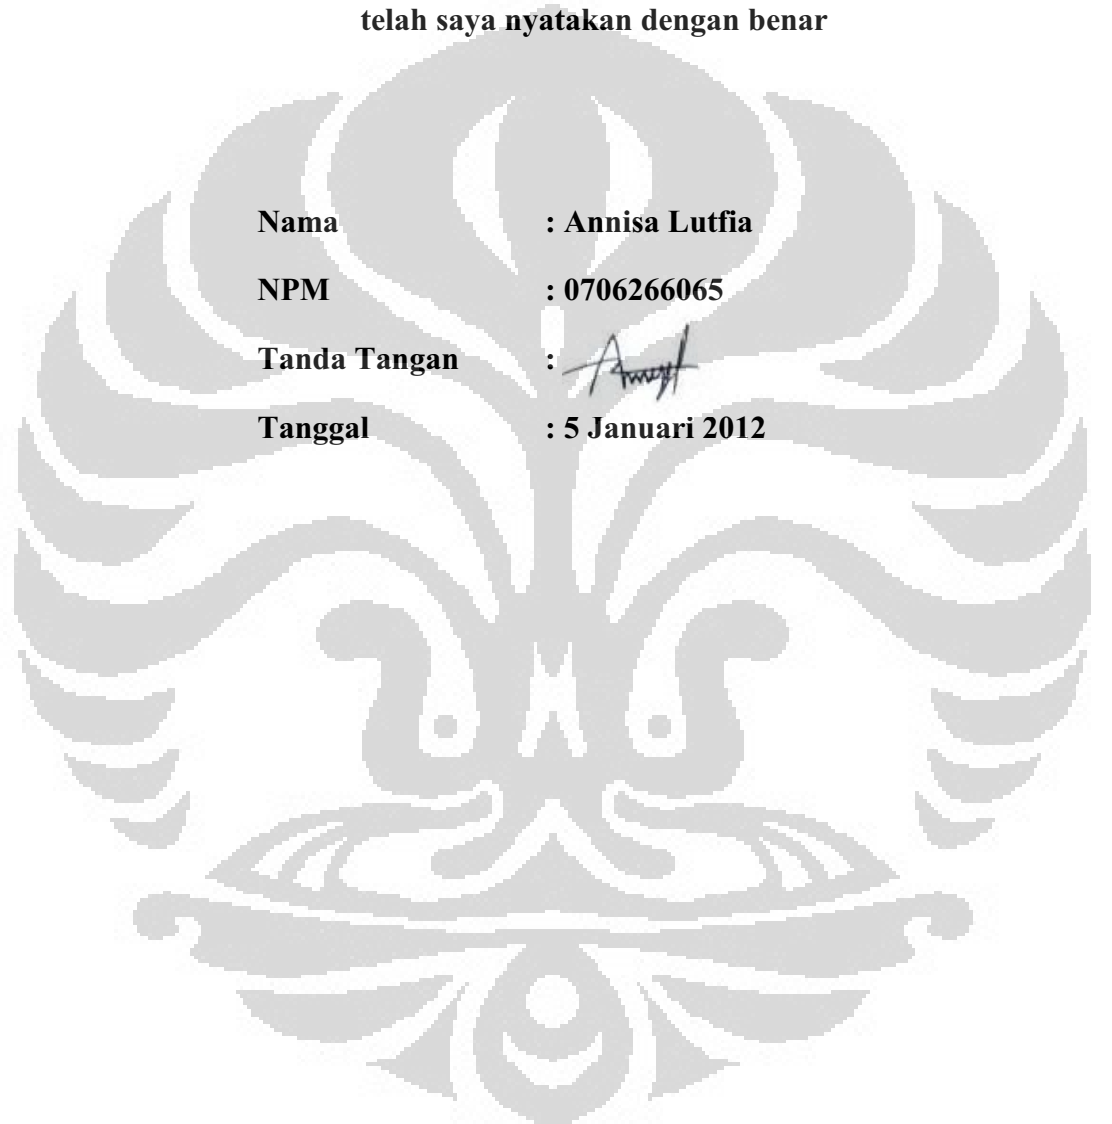 telah saya nyatakan dengan benar
Nama : Annisa Lutfia
NPM : 0706266065
Tanda Tangan :
Tanggal : 5 Januari 2012